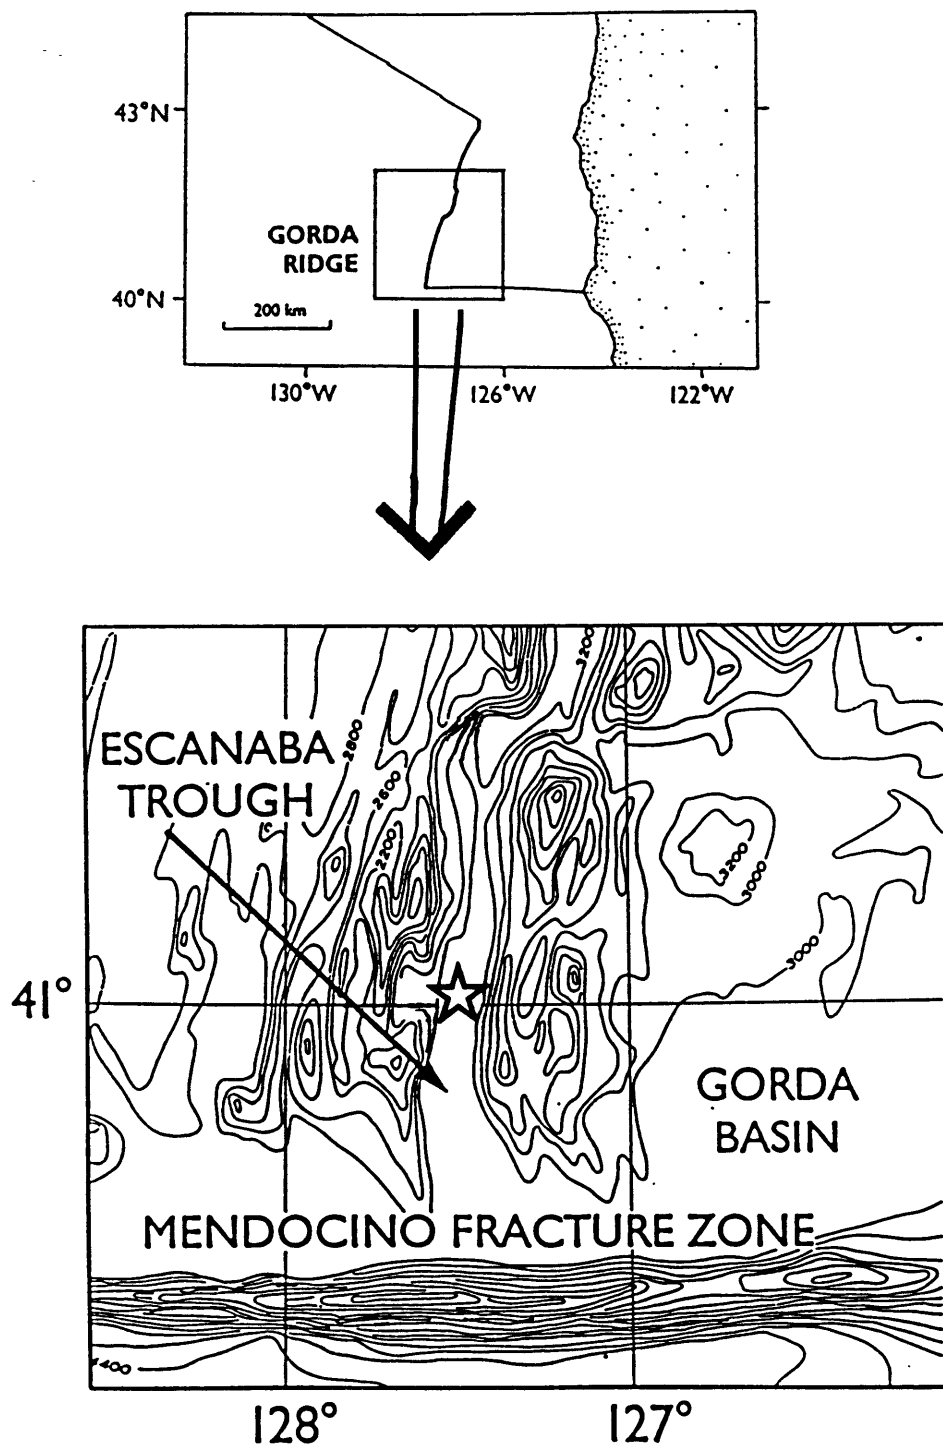 43°N
GORDA
RIDGE
40°N
200 km
130°W
126°W
122°W
3200
2800
ESCANABA
TROUGH
2600
2200
3200
3000
3000
41°
GORDA
BASIN
MENDOCINO FRACTURE ZONE
4400
128°
127°